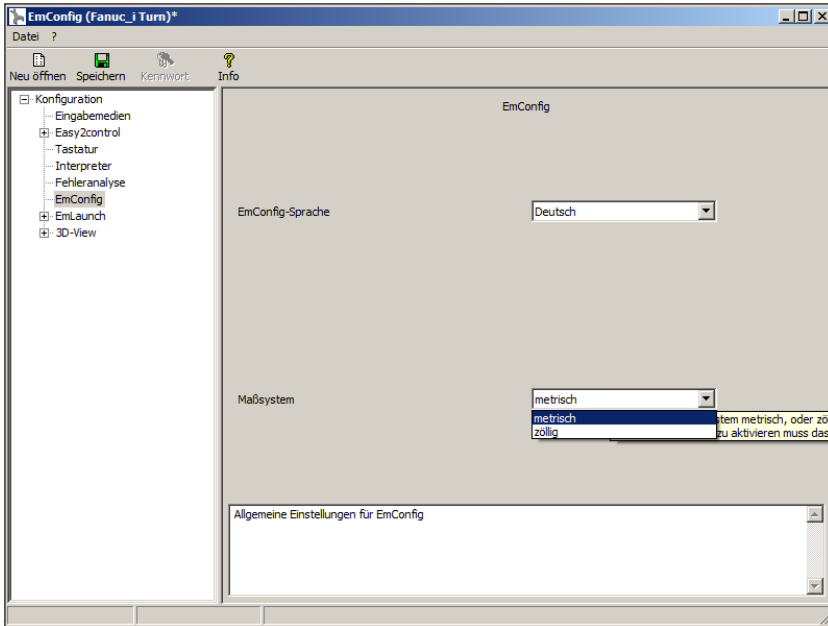 EmConfig (Fanuc_i Turn)*
Datei ?
Neu öffnen Speichern Kennwort Info
Konfiguration
Eingabemedien
Easy2control
Tastatur
Interpreter
Fehleranalyse
EmConfig
EmLaunch
3D-View
EmConfig
EmConfig-Sprache Deutsch
Maßsystem metrisch
metrisch
zöllig
stem metrisch, oder zö
zu aktivieren muss das
Allgemeine Einstellungen für EmConfig